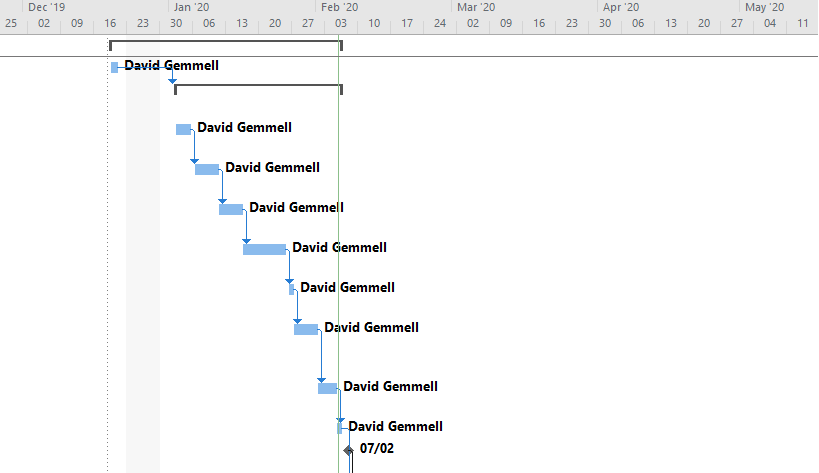 Dec '19 Jan '20 Feb '20 Mar '20 Apr '20 May '20
25 02 09 16 23 30 06 13 20 27 03 10 17 24 02 09 16 23 30 06 13 20 27 04 11
David Gemmell
David Gemmell
David Gemmell
David Gemmell
David Gemmell
David Gemmell
David Gemmell
David Gemmell
David Gemmell
07/02